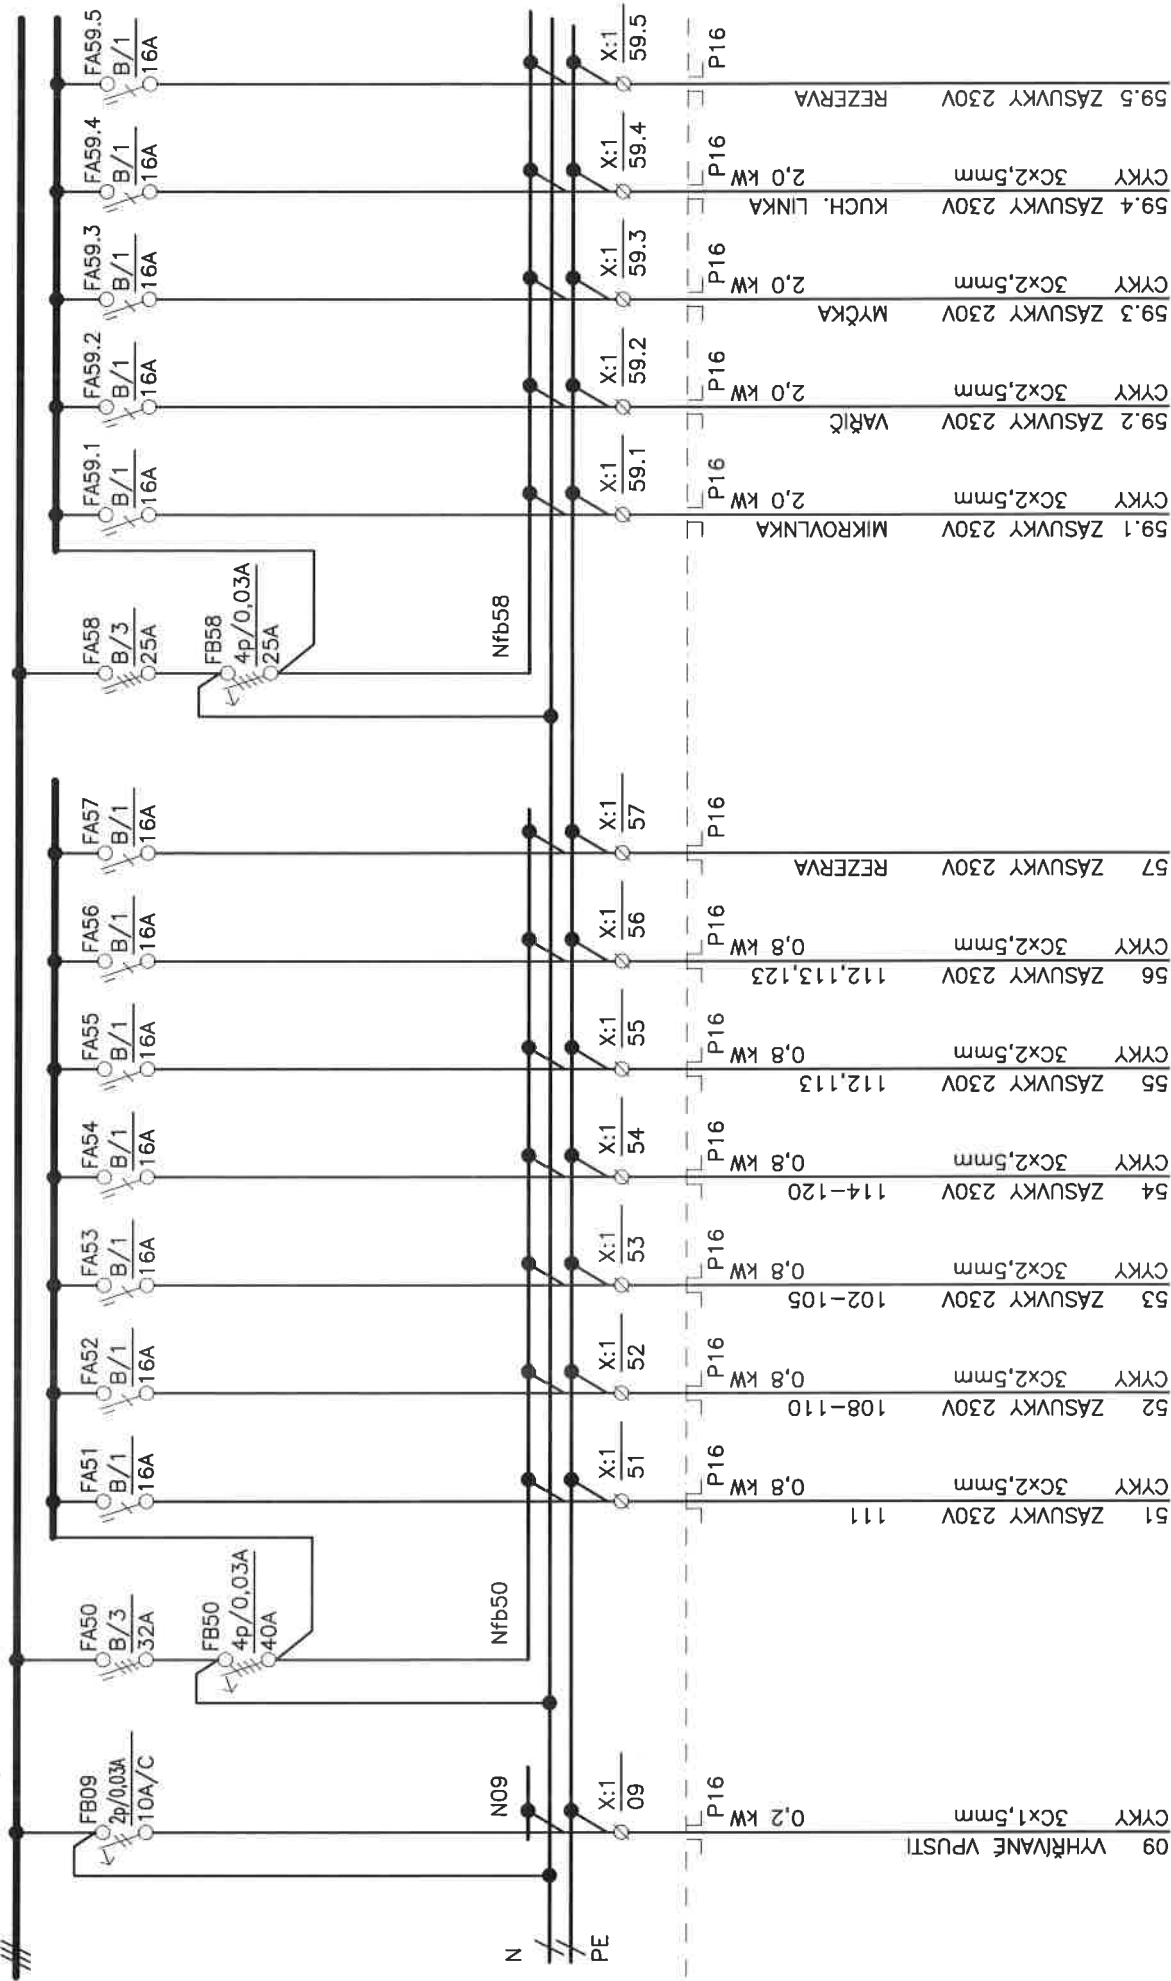 FB09
2p/0,03A
10A/C
N09
X:1
09
P16
09 VYHŘÍVANÉ VPUSTI
CYKY 3Cx1,5mm 0,2 kW
N
PE
FA50
B/3
32A
FB50
4p/0,03A
40A
Nfb50
FA51
B/1
16A
X:1
51
P16
51 ZÁSUVKY 230V 111
CYKY 3Cx2,5mm 0,8 kW
FA52
B/1
16A
X:1
52
P16
52 ZÁSUVKY 230V 108-110
CYKY 3Cx2,5mm 0,8 kW
FA53
B/1
16A
X:1
53
P16
53 ZÁSUVKY 230V 102-105
CYKY 3Cx2,5mm 0,8 kW
FA54
B/1
16A
X:1
54
P16
54 ZÁSUVKY 230V 114-120
CYKY 3Cx2,5mm 0,8 kW
FA55
B/1
16A
X:1
55
P16
55 ZÁSUVKY 230V 112,113
CYKY 3Cx2,5mm 0,8 kW
FA56
B/1
16A
X:1
56
P16
56 ZÁSUVKY 230V 112,113,123
CYKY 3Cx2,5mm 0,8 kW
FA57
B/1
16A
X:1
57
P16
57 ZÁSUVKY 230V REZERVA
FA58
B/3
25A
FB58
4p/0,03A
25A
Nfb58
FA59.1
B/1
16A
X:1
59.1
P16
59.1 ZÁSUVKY 230V MIKROVLNKA
CYKY 3Cx2,5mm 2,0 kW
FA59.2
B/1
16A
X:1
59.2
P16
59.2 ZÁSUVKY 230V VAŘIČ
CYKY 3Cx2,5mm 2,0 kW
FA59.3
B/1
16A
X:1
59.3
P16
59.3 ZÁSUVKY 230V MYČKA
CYKY 3Cx2,5mm 2,0 kW
FA59.4
B/1
16A
X:1
59.4
P16
59.4 ZÁSUVKY 230V KUCH. LINKA
CYKY 3Cx2,5mm 2,0 kW
FA59.5
B/1
16A
X:1
59.5
P16
59.5 ZÁSUVKY 230V REZERVA